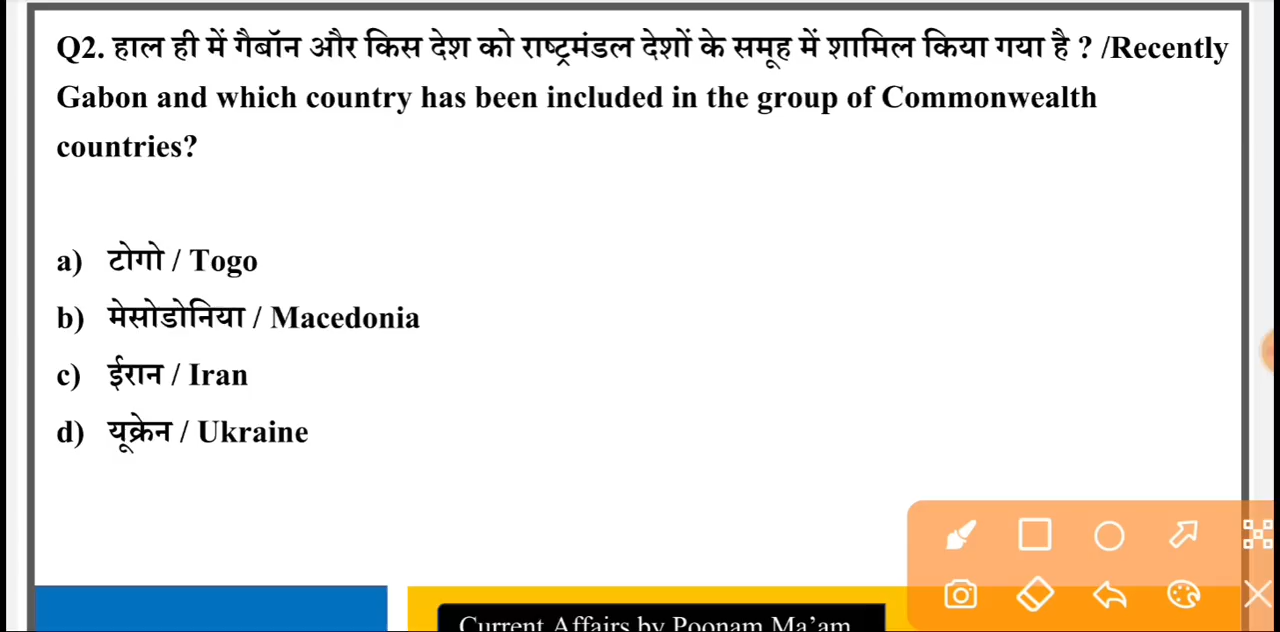 Q2. हाल ही में गैबॉन और किस देश को राष्ट्रमंडल देशों के समूह में शामिल किया गया है ? /Recently
Gabon and which country has been included in the group of Commonwealth
countries?
a) टोगो / Togo
b) मेसोडोनिया / Macedonia
c) ईरान / Iran
d) यूक्रेन / Ukraine
Current Affairs by Poonam Ma’am